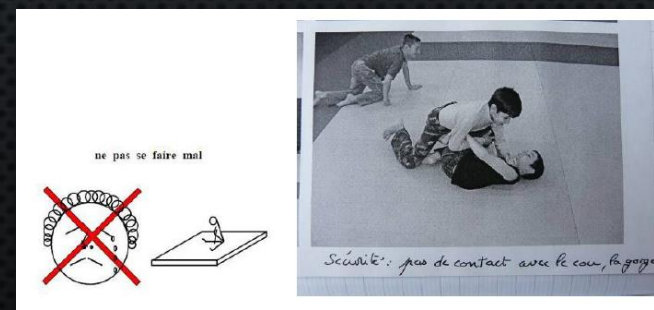 ne pas se faire mal
Sécurité : pas de contact avec le cou, la gorge